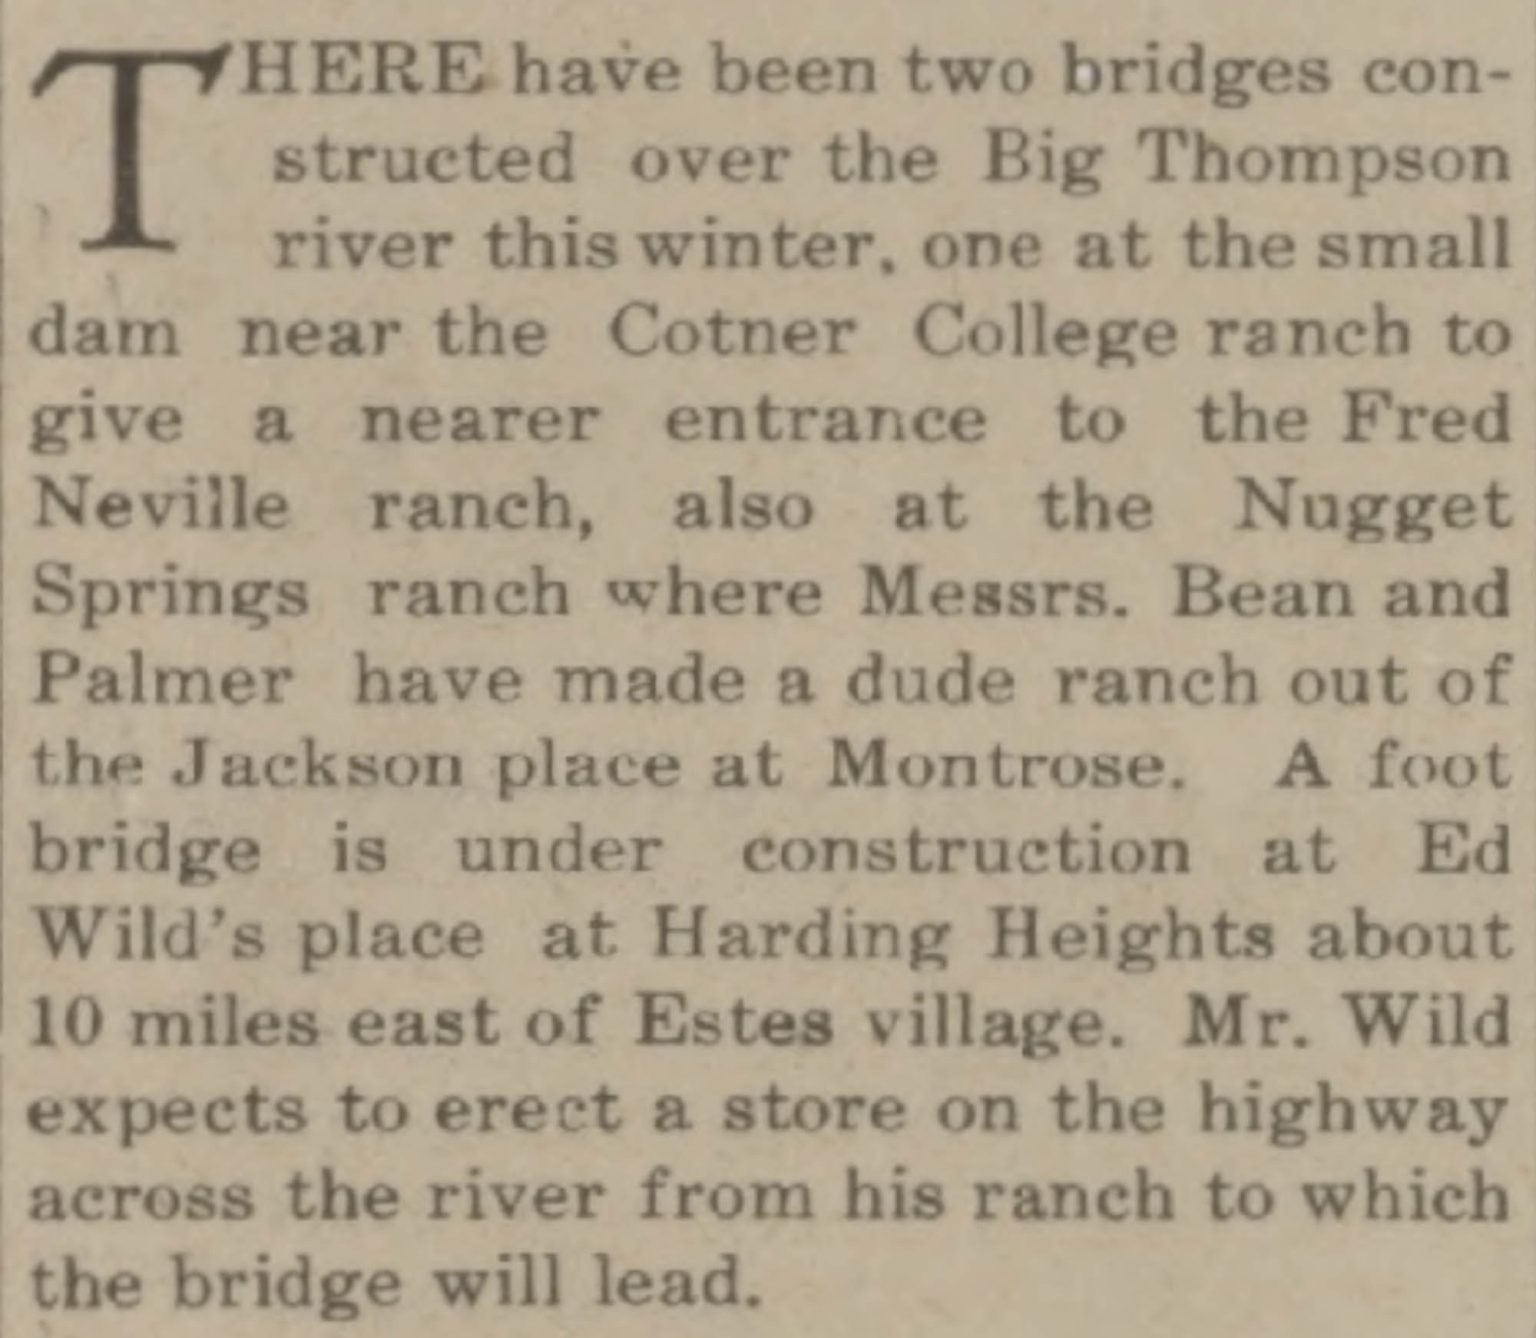 THERE have been two bridges con-
structed over the Big Thompson
river this winter, one at the small
dam near the Cotner College ranch to
give a nearer entrance to the Fred
Neville ranch, also at the Nugget
Springs ranch where Messrs. Bean and
Palmer have made a dude ranch out of
the Jackson place at Montrose. A foot
bridge is under construction at Ed
Wild's place at Harding Heights about
10 miles east of Estes village. Mr. Wild
expects to erect a store on the highway
across the river from his ranch to which
the bridge will lead.